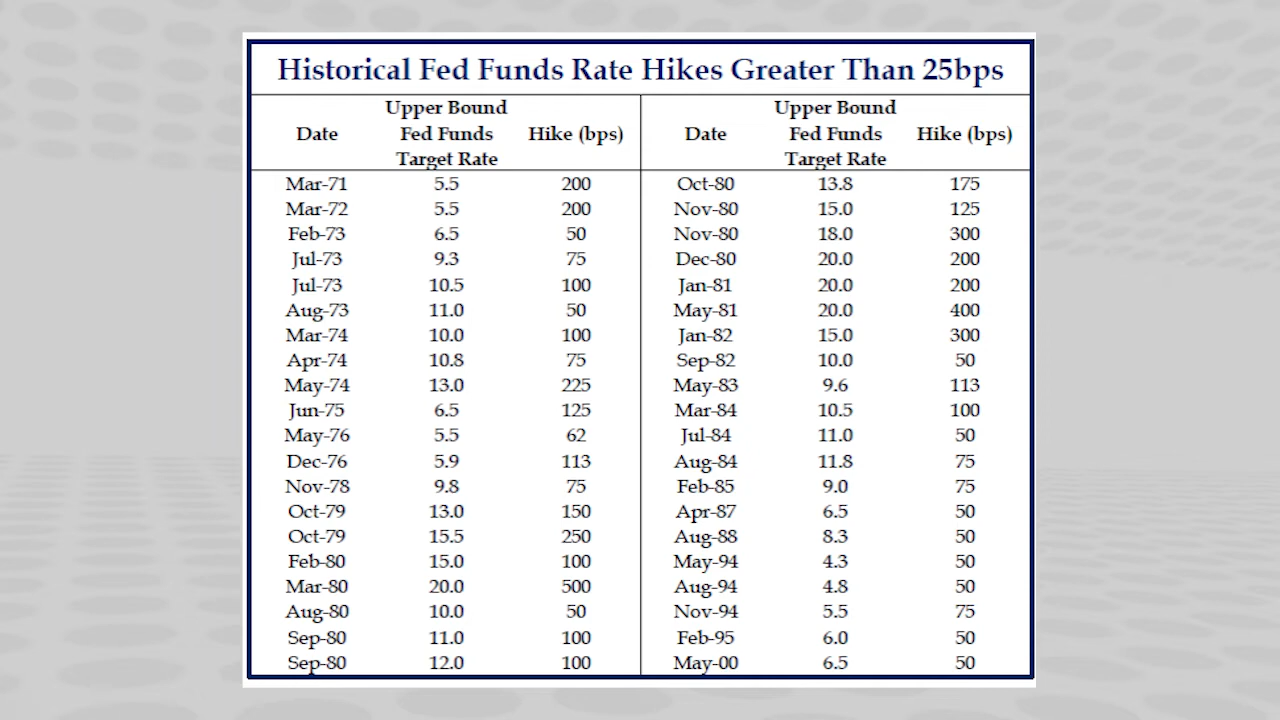 Historical Fed Funds Rate Hikes Greater Than 25bps
Date Upper Bound Fed Funds Target Rate Hike (bps) Date Upper Bound Fed Funds Target Rate Hike (bps)
Mar-71 5.5 200 Oct-80 13.8 175
Mar-72 5.5 200 Nov-80 15.0 125
Feb-73 6.5 50 Nov-80 18.0 300
Jul-73 9.3 75 Dec-80 20.0 200
Jul-73 10.5 100 Jan-81 20.0 200
Aug-73 11.0 50 May-81 20.0 400
Mar-74 10.0 100 Jan-82 15.0 300
Apr-74 10.8 75 Sep-82 10.0 50
May-74 13.0 225 May-83 9.6 113
Jun-75 6.5 125 Mar-84 10.5 100
May-76 5.5 62 Jul-84 11.0 50
Dec-76 5.9 113 Aug-84 11.8 75
Nov-78 9.8 75 Feb-85 9.0 75
Oct-79 13.0 150 Apr-87 6.5 50
Oct-79 15.5 250 Aug-88 8.3 50
Feb-80 15.0 100 May-94 4.3 50
Mar-80 20.0 500 Aug-94 4.8 50
Aug-80 10.0 50 Nov-94 5.5 75
Sep-80 11.0 100 Feb-95 6.0 50
Sep-80 12.0 100 May-00 6.5 50